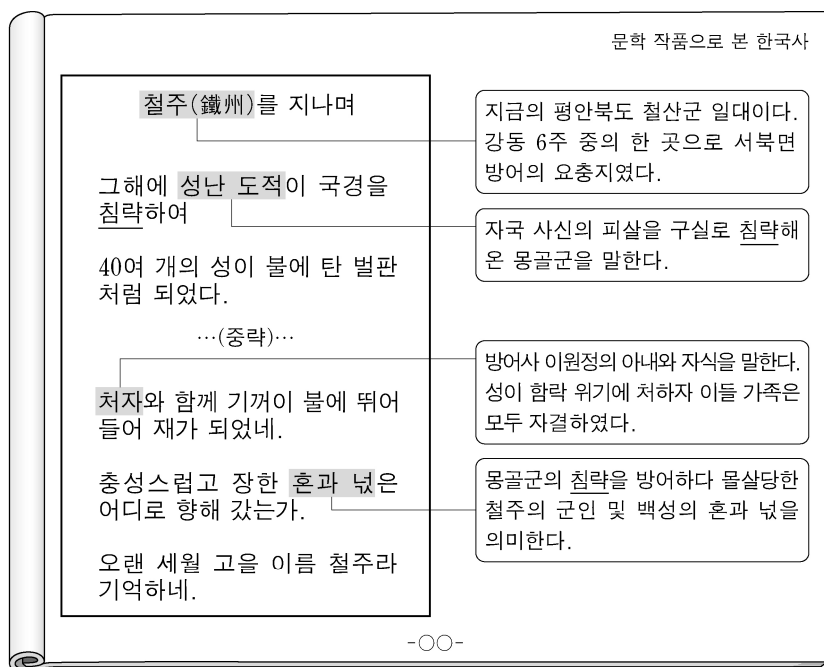 문학 작품으로 본 한국사
철주(鐵州)를 지나며
그해에 성난 도적이 국경을
침략하여
40여 개의 성이 불에 탄 벌판
처럼 되었다.
…(중략)…
처자와 함께 기꺼이 불에 뛰어
들어 재가 되었네.
충성스럽고 장한 혼과 넋은
어디로 향해 갔는가.
오랜 세월 고을 이름 철주라
기억하네.
지금의 평안북도 철산군 일대이다.
강동 6주 중의 한 곳으로 서북면
방어의 요충지였다.
자국 사신의 피살을 구실로 침략해
온 몽골군을 말한다.
방어사 이원정의 아내와 자식을 말한다.
성이 함락 위기에 처하자 이들 가족은
모두 자결하였다.
몽골군의 침략을 방어하다 몰살당한
철주의 군인 및 백성의 혼과 넋을
의미한다.
-○○-